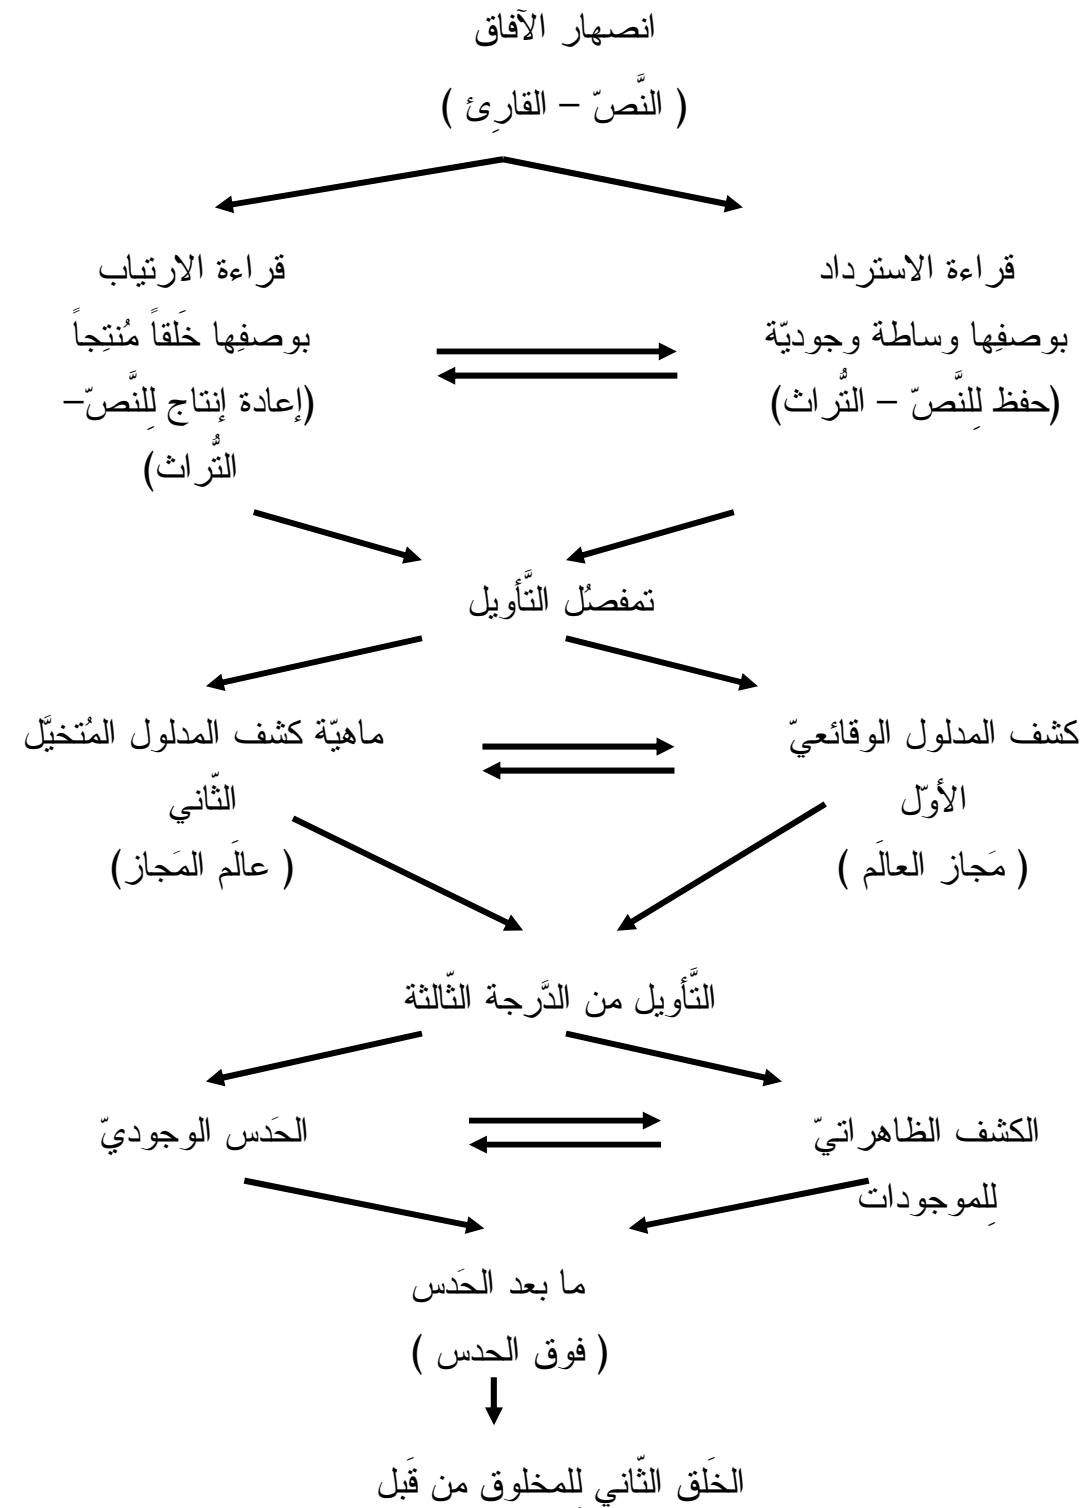 انصهار الآفاق
( النَّصّ – القارِئ )
قراءة الاسترداد
بوصفِها وساطة وجوديّة
(حفظ لِلنَّصّ – التُّراث)
قراءة الارتياب
بوصفِها خَلقاً مُنتِجاً
(إعادة إنتاج لِلنَّصّ–
التُّراث)
تمفصُل التَّأويل
كشف المدلول الوقائعيّ
الأوّل
( مَجاز العالَم )
ماهيّة كشف المدلول المُتخيَّل
الثّاني
( عالَم المَجاز)
التَّأويل من الدَّرجة الثّالثة
الكشف الظاهراتيّ
لِلموجودات
الحَدس الوجوديّ
ما بعد الحَدس
( فوق الحدس )
الخَلق الثّاني لِلمخلوق من قَبل